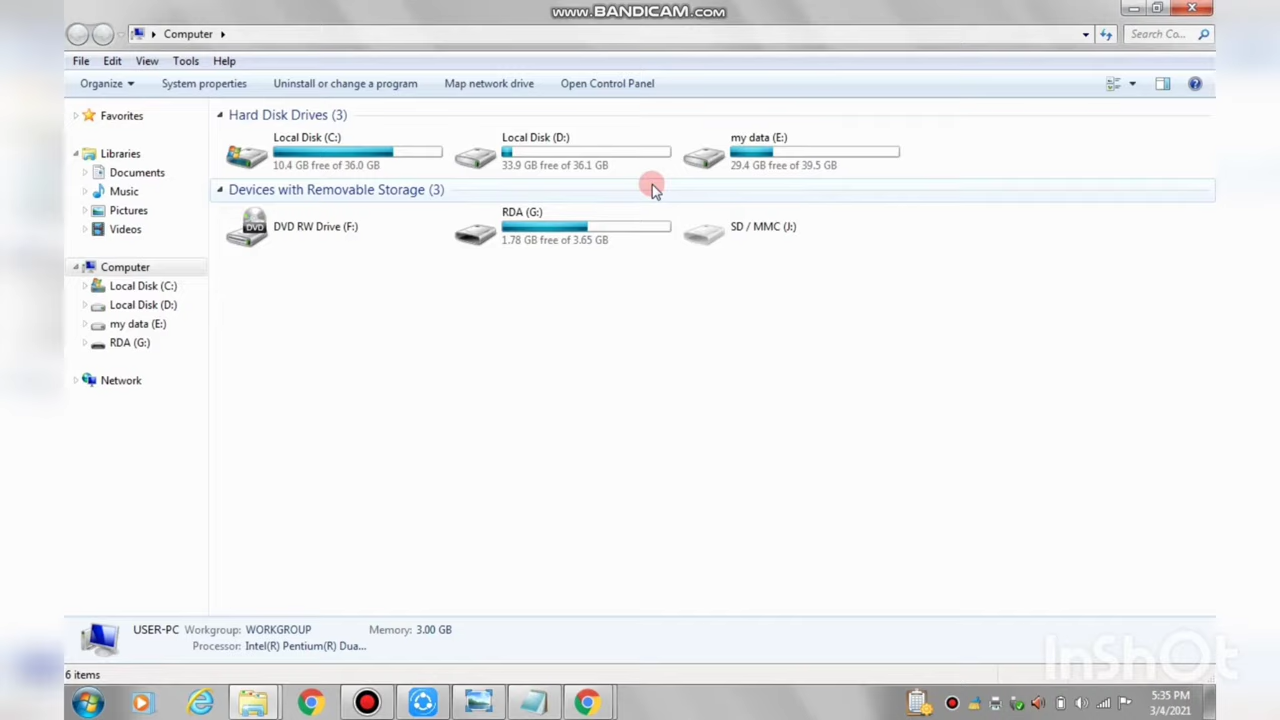 www.BANDICAM.com
Computer
Search Co...
File Edit View Tools Help
Organize System properties Uninstall or change a program Map network drive Open Control Panel
Favorites
Libraries
Documents
Music
Pictures
Videos
Computer
Local Disk (C:)
Local Disk (D:)
my data (E:)
RDA (G:)
Network
Hard Disk Drives (3)
Local Disk (C:)
10.4 GB free of 36.0 GB
Local Disk (D:)
33.9 GB free of 36.1 GB
my data (E:)
29.4 GB free of 39.5 GB
Devices with Removable Storage (3)
DVD
DVD RW Drive (F:)
RDA (G:)
1.78 GB free of 3.65 GB
SD / MMC (J:)
USER-PC Workgroup: WORKGROUP Memory: 3.00 GB
Processor: Intel(R) Pentium(R) Dua...
InShOt
6 items
5:35 PM
3/4/2021